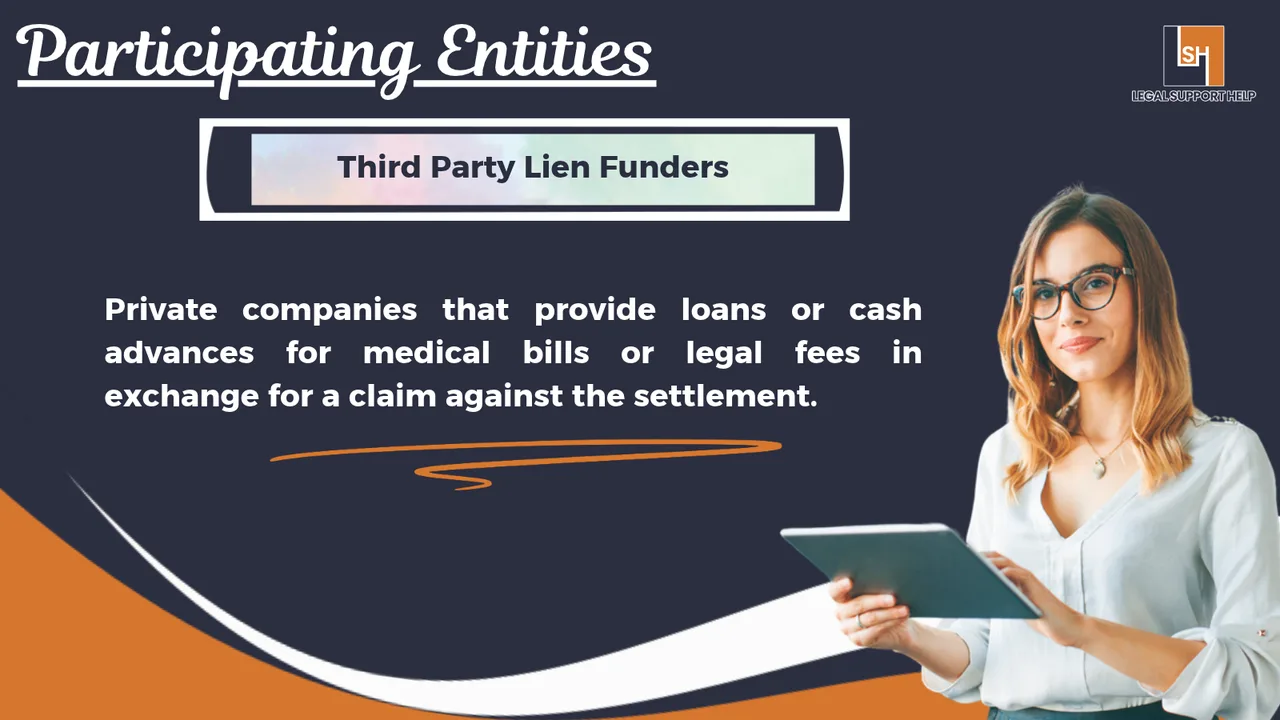 Participating Entities
LSH
LEGAL SUPPORT HELP
Third Party Lien Funders
Private companies that provide loans or cash
advances for medical bills or legal fees in
exchange for a claim against the settlement.